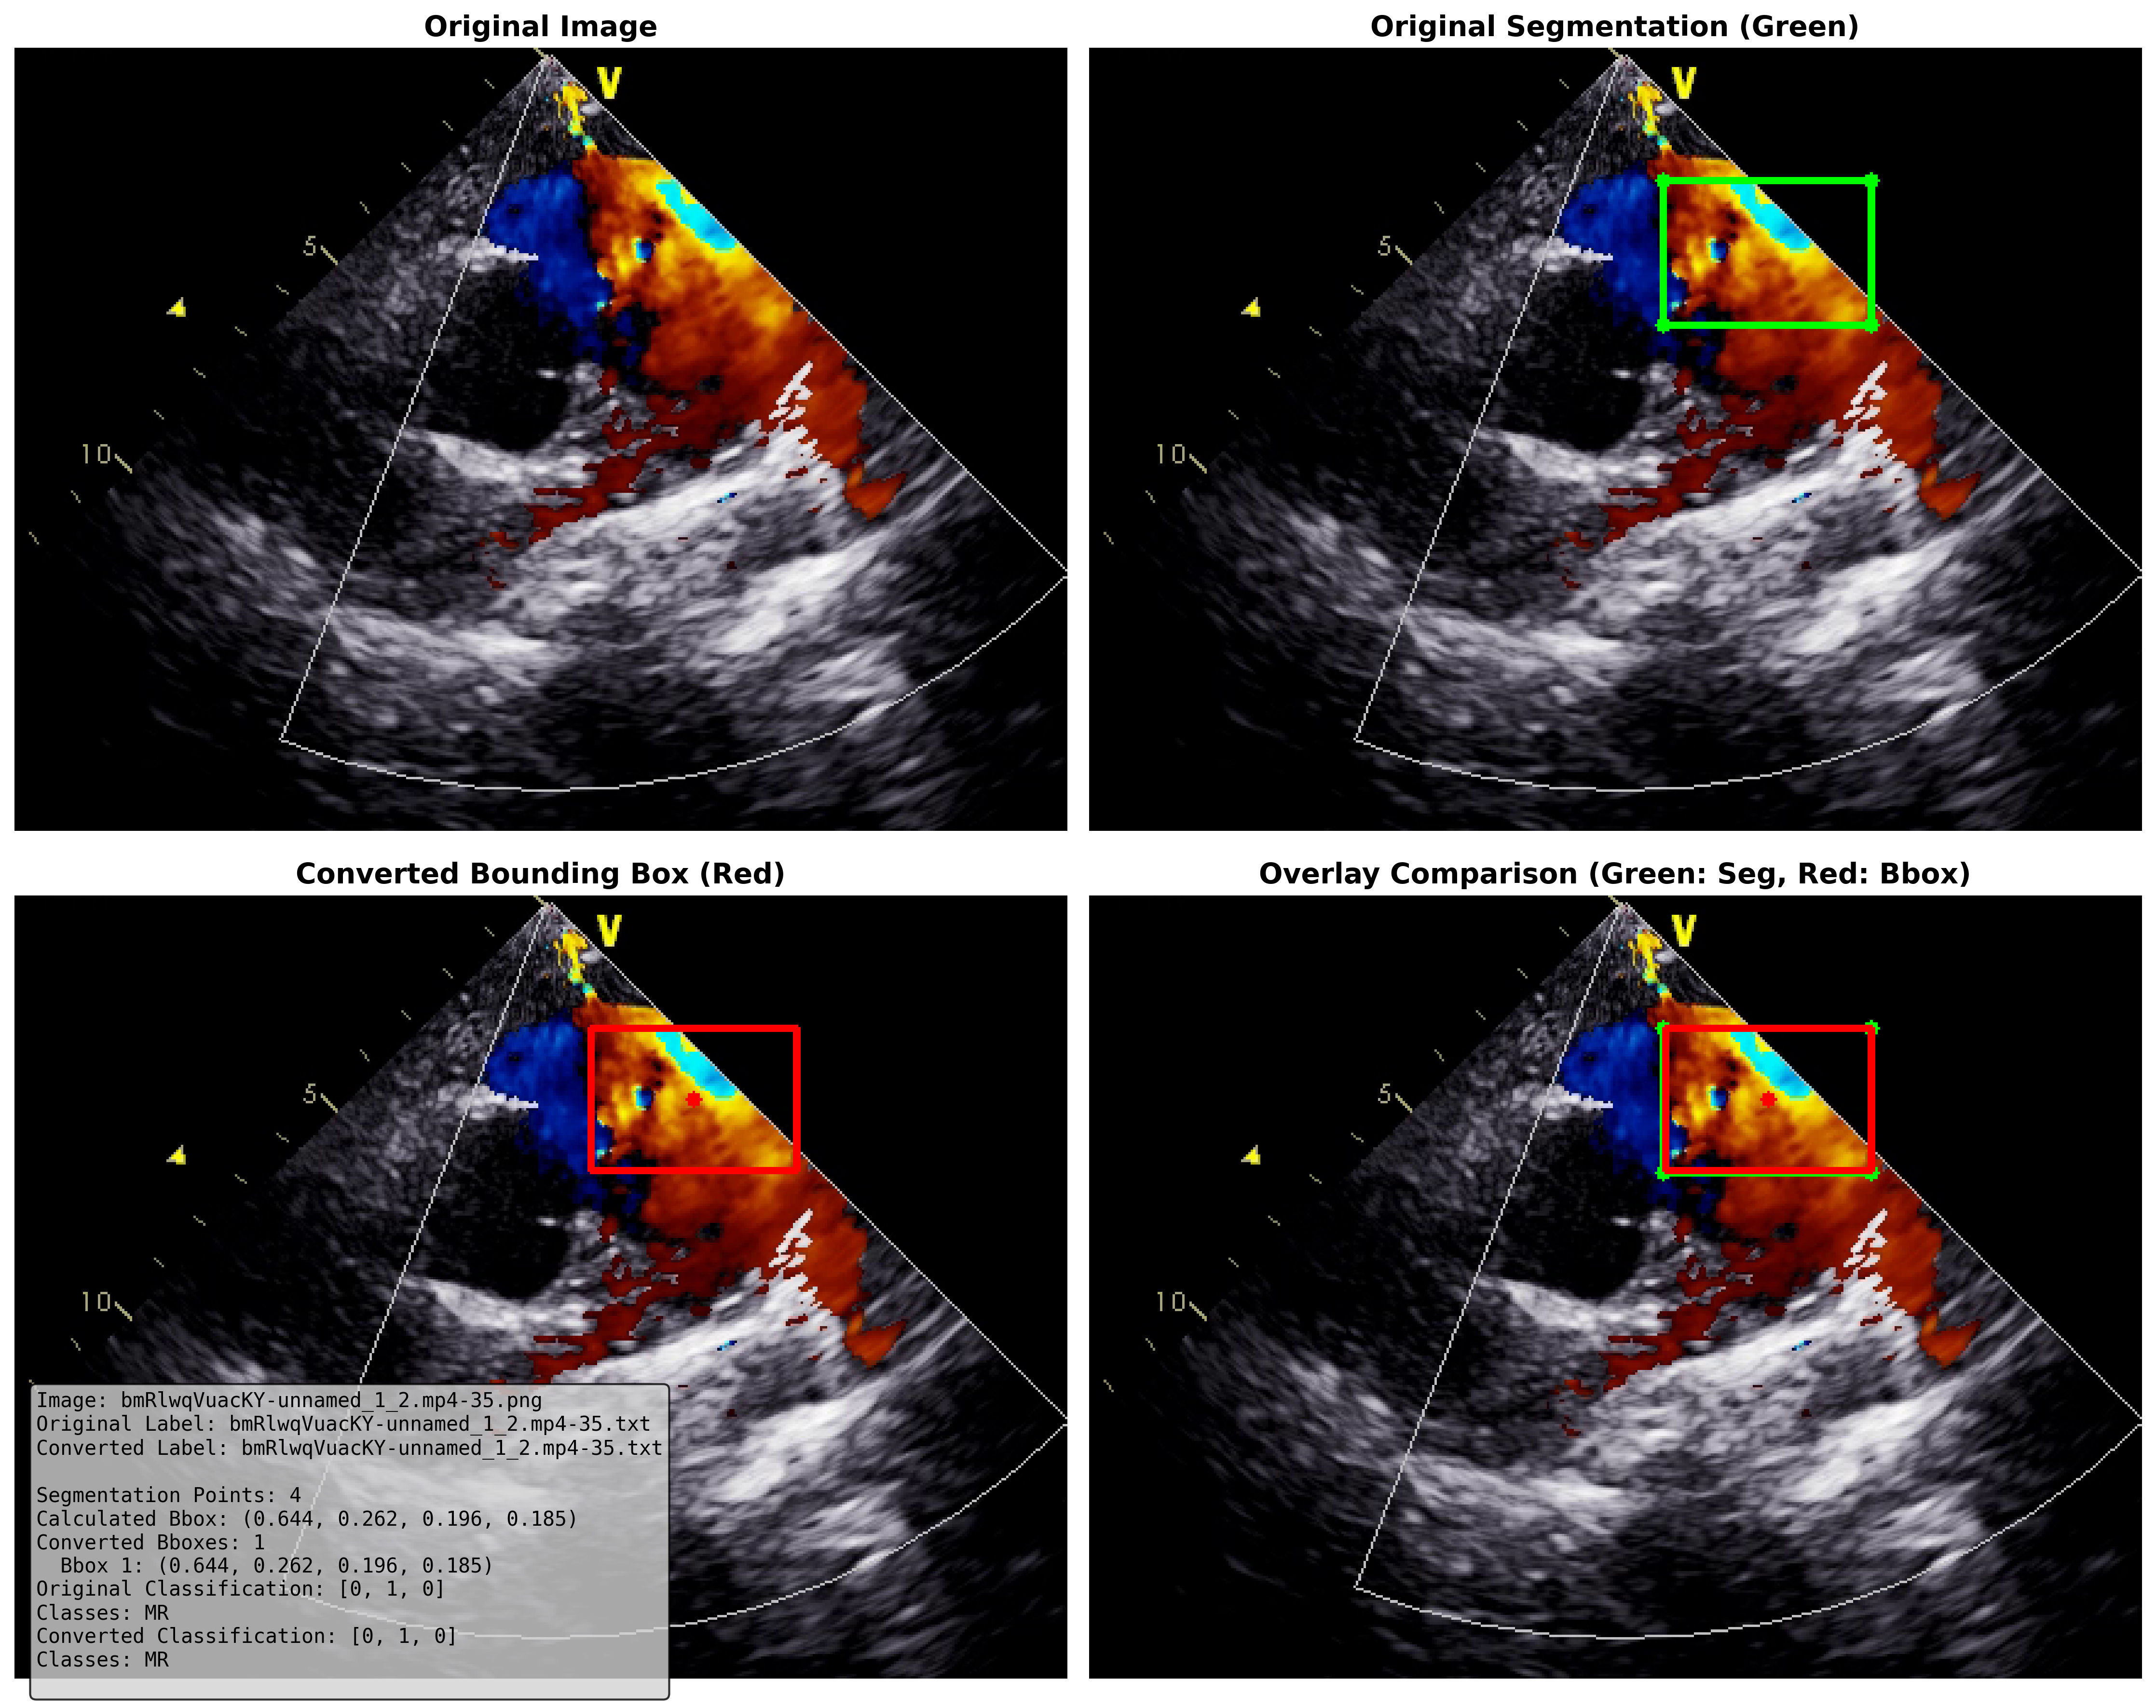 Original Image
Original Segmentation (Green)
V
5
10
V
5
10
Converted Bounding Box (Red)
Overlay Comparison (Green: Seg, Red: Bbox)
V
5
10
V
5
10
Image: bmRlwqVuacKY-unnamed_1_2.mp4-35.png
Original Label: bmRlwqVuacKY-unnamed_1_2.mp4-35.txt
Converted Label: bmRlwqVuacKY-unnamed_1_2.mp4-35.txt
Segmentation Points: 4
Calculated Bbox: (0.644, 0.262, 0.196, 0.185)
Converted Bboxes: 1
Bbox 1: (0.644, 0.262, 0.196, 0.185)
Original Classification: [0, 1, 0]
Classes: MR
Converted Classification: [0, 1, 0]
Classes: MR